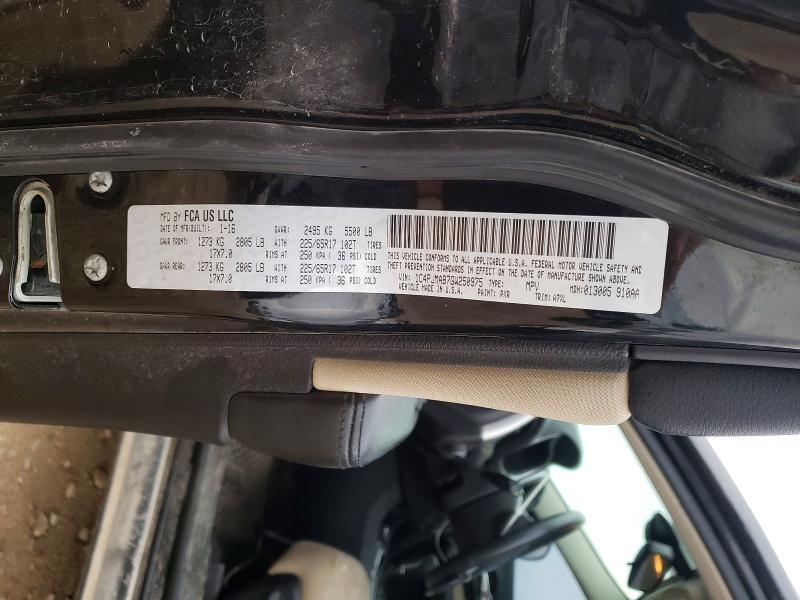 MFD BY FCA US LLC
DATE OF MFR(BUILT): 1-16 GVWR: 2495 KG 5500 LB
GAWR FRONT: 1273 KG 2805 LB WITH 225/65R17 102T TIRES
17X7.0 RIMS AT 250 KPA ( 36 PSI) COLD
GAWR REAR: 1273 KG 2805 LB WITH 225/65R17 102T TIRES
17X7.0 RIMS AT 250 KPA ( 36 PSI) COLD
THIS VEHICLE CONFORMS TO ALL APPLICABLE U.S.A. FEDERAL MOTOR VEHICLE SAFETY AND
THEFT PREVENTION STANDARDS IN EFFECT ON THE DATE OF MANUFACTURE SHOWN ABOVE.
VIN: TYPE: MPV MDH:013005 910AA
VEHICLE MADE IN U.S.A. PAINT: PXR TRIM: A7XL